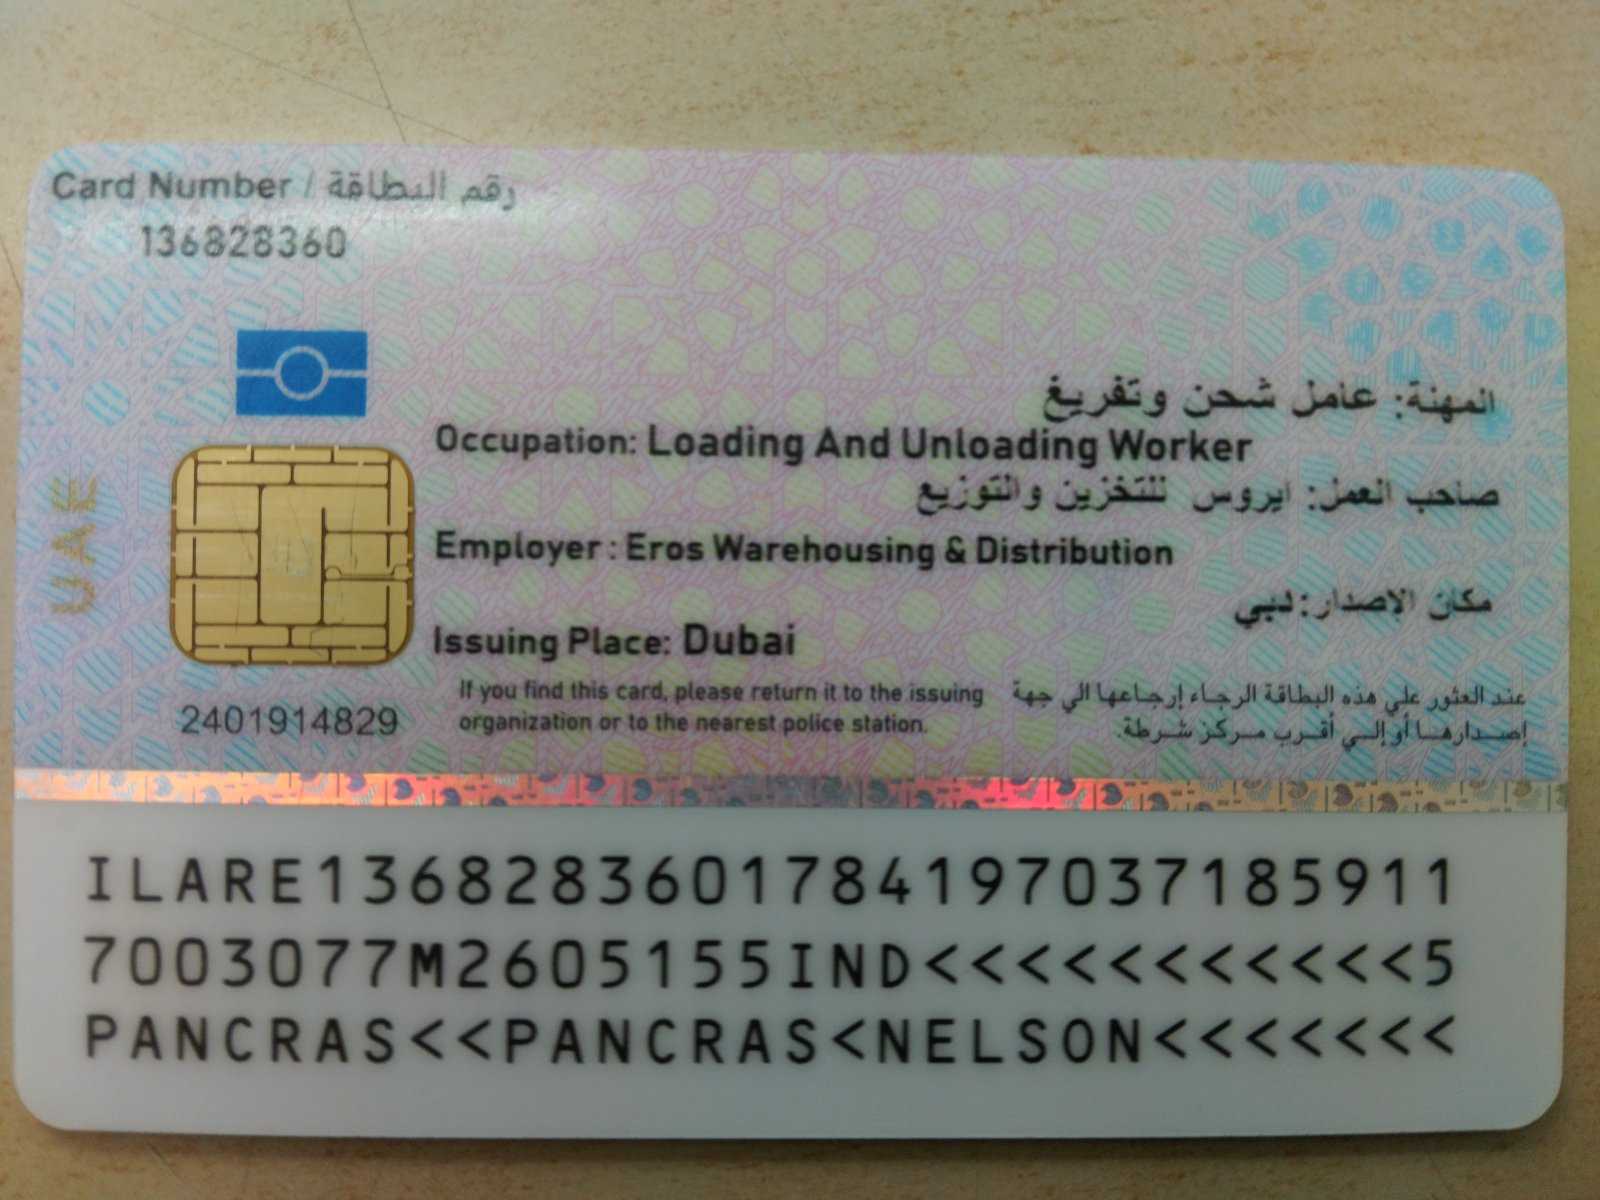 Card Number / رقم البطاقة
136828360
المهنة: عامل شحن وتفريغ
Occupation: Loading And Unloading Worker
صاحب العمل: ايروس للتخزين والتوزيع
Employer : Eros Warehousing & Distribution
مكان الاصدار: دبي
Issuing Place: Dubai
UAE
2401914829
If you find this card, please return it to the issuing
organization or to the nearest police station.
عند العثور علي هذه البطاقة الرجاء إرجاعها الي جهة
إصدارها أو إلي أقرب مركز شرطة.
ILARE1368283601784197037185911
7003077M2605155IND<<<<<<<<<<<5
PANCRAS<<PANCRAS<NELSON<<<<<<<